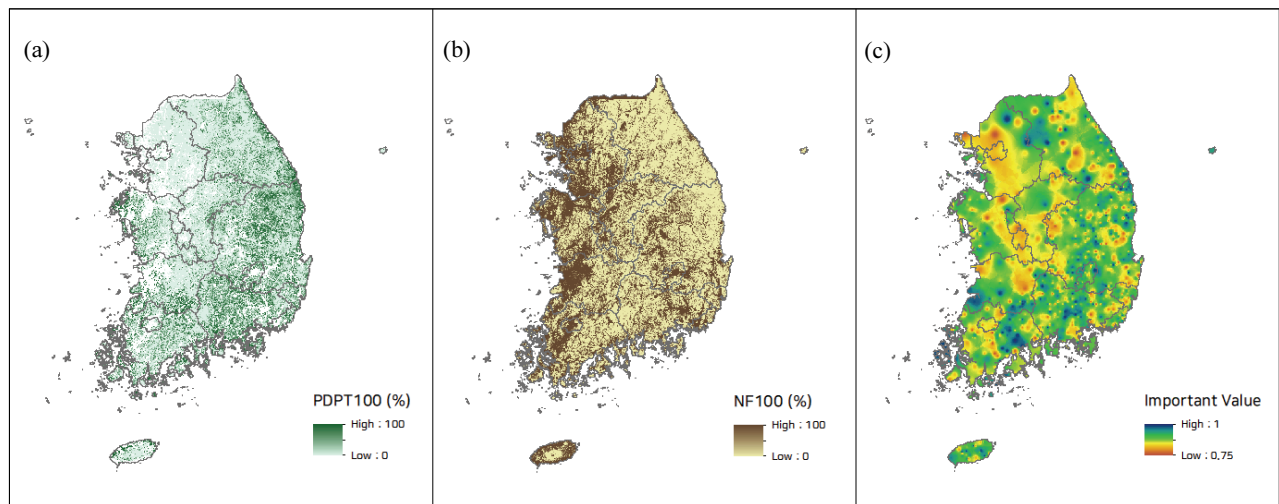 (a)
PDPT100 (%)
High : 100
Low : 0
(b)
NF100 (%)
High : 100
Low : 0
(c)
Important Value
High : 1
Low : 0.75